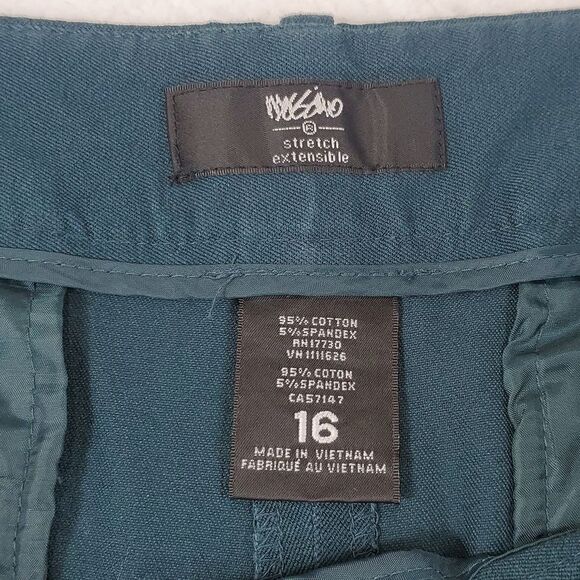 mossimo
®
stretch
extensible
95% COTTON
5% SPANDEX
RN17730
VN1111626
95% COTON
5% SPANDEX
CA57147
16
MADE IN VIETNAM
FABRIQUÉ AU VIETNAM